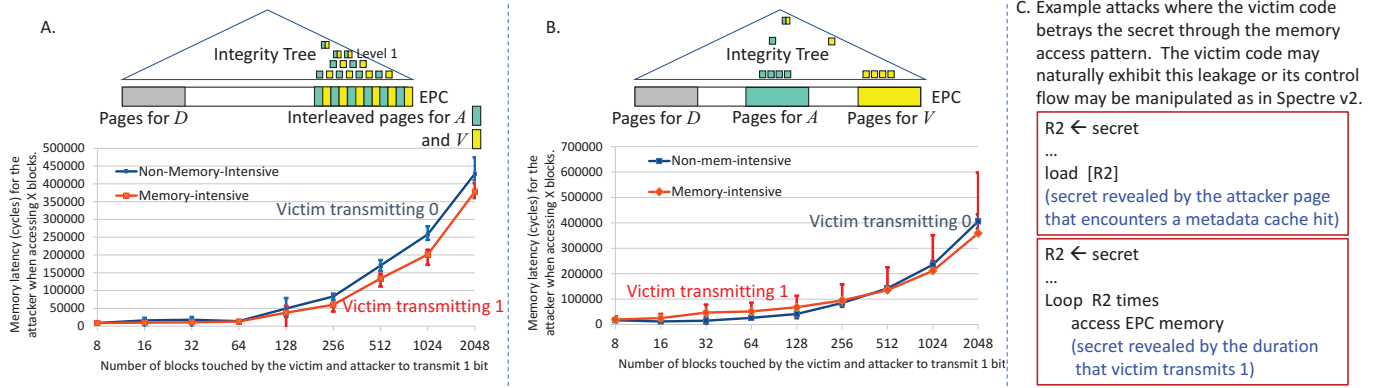 A.
Integrity Tree
Level 1
EPC
Pages for D
Interleaved pages for A
and V
Memory latency (cycles) for the
attacker when accessing X blocks.
500000
450000
400000
350000
300000
250000
200000
150000
100000
50000
0
Non-Memory-Intensive
Memory-intensive
Victim transmitting 0
Victim transmitting 1
8 16 32 64 128 256 512 1024 2048
Number of blocks touched by the victim and attacker to transmit 1 bit
B.
Integrity Tree
EPC
Pages for D
Pages for A
Pages for V
Memory latency (cycles) for the
attacker when accessing X blocks.
700000
600000
500000
400000
300000
200000
100000
0
Non-mem-intensive
Memory-intensive
Victim transmitting 0
Victim transmitting 1
8 16 32 64 128 256 512 1024 2048
Number of blocks touched by the victim and attacker to transmit 1 bit
C. Example attacks where the victim code
betrays the secret through the memory
access pattern. The victim code may
naturally exhibit this leakage or its control
flow may be manipulated as in Spectre v2.
R2 ← secret
...
load [R2]
(secret revealed by the attacker page
that encounters a metadata cache hit)
R2 ← secret
...
Loop R2 times
access EPC memory
(secret revealed by the duration
that victim transmits 1)